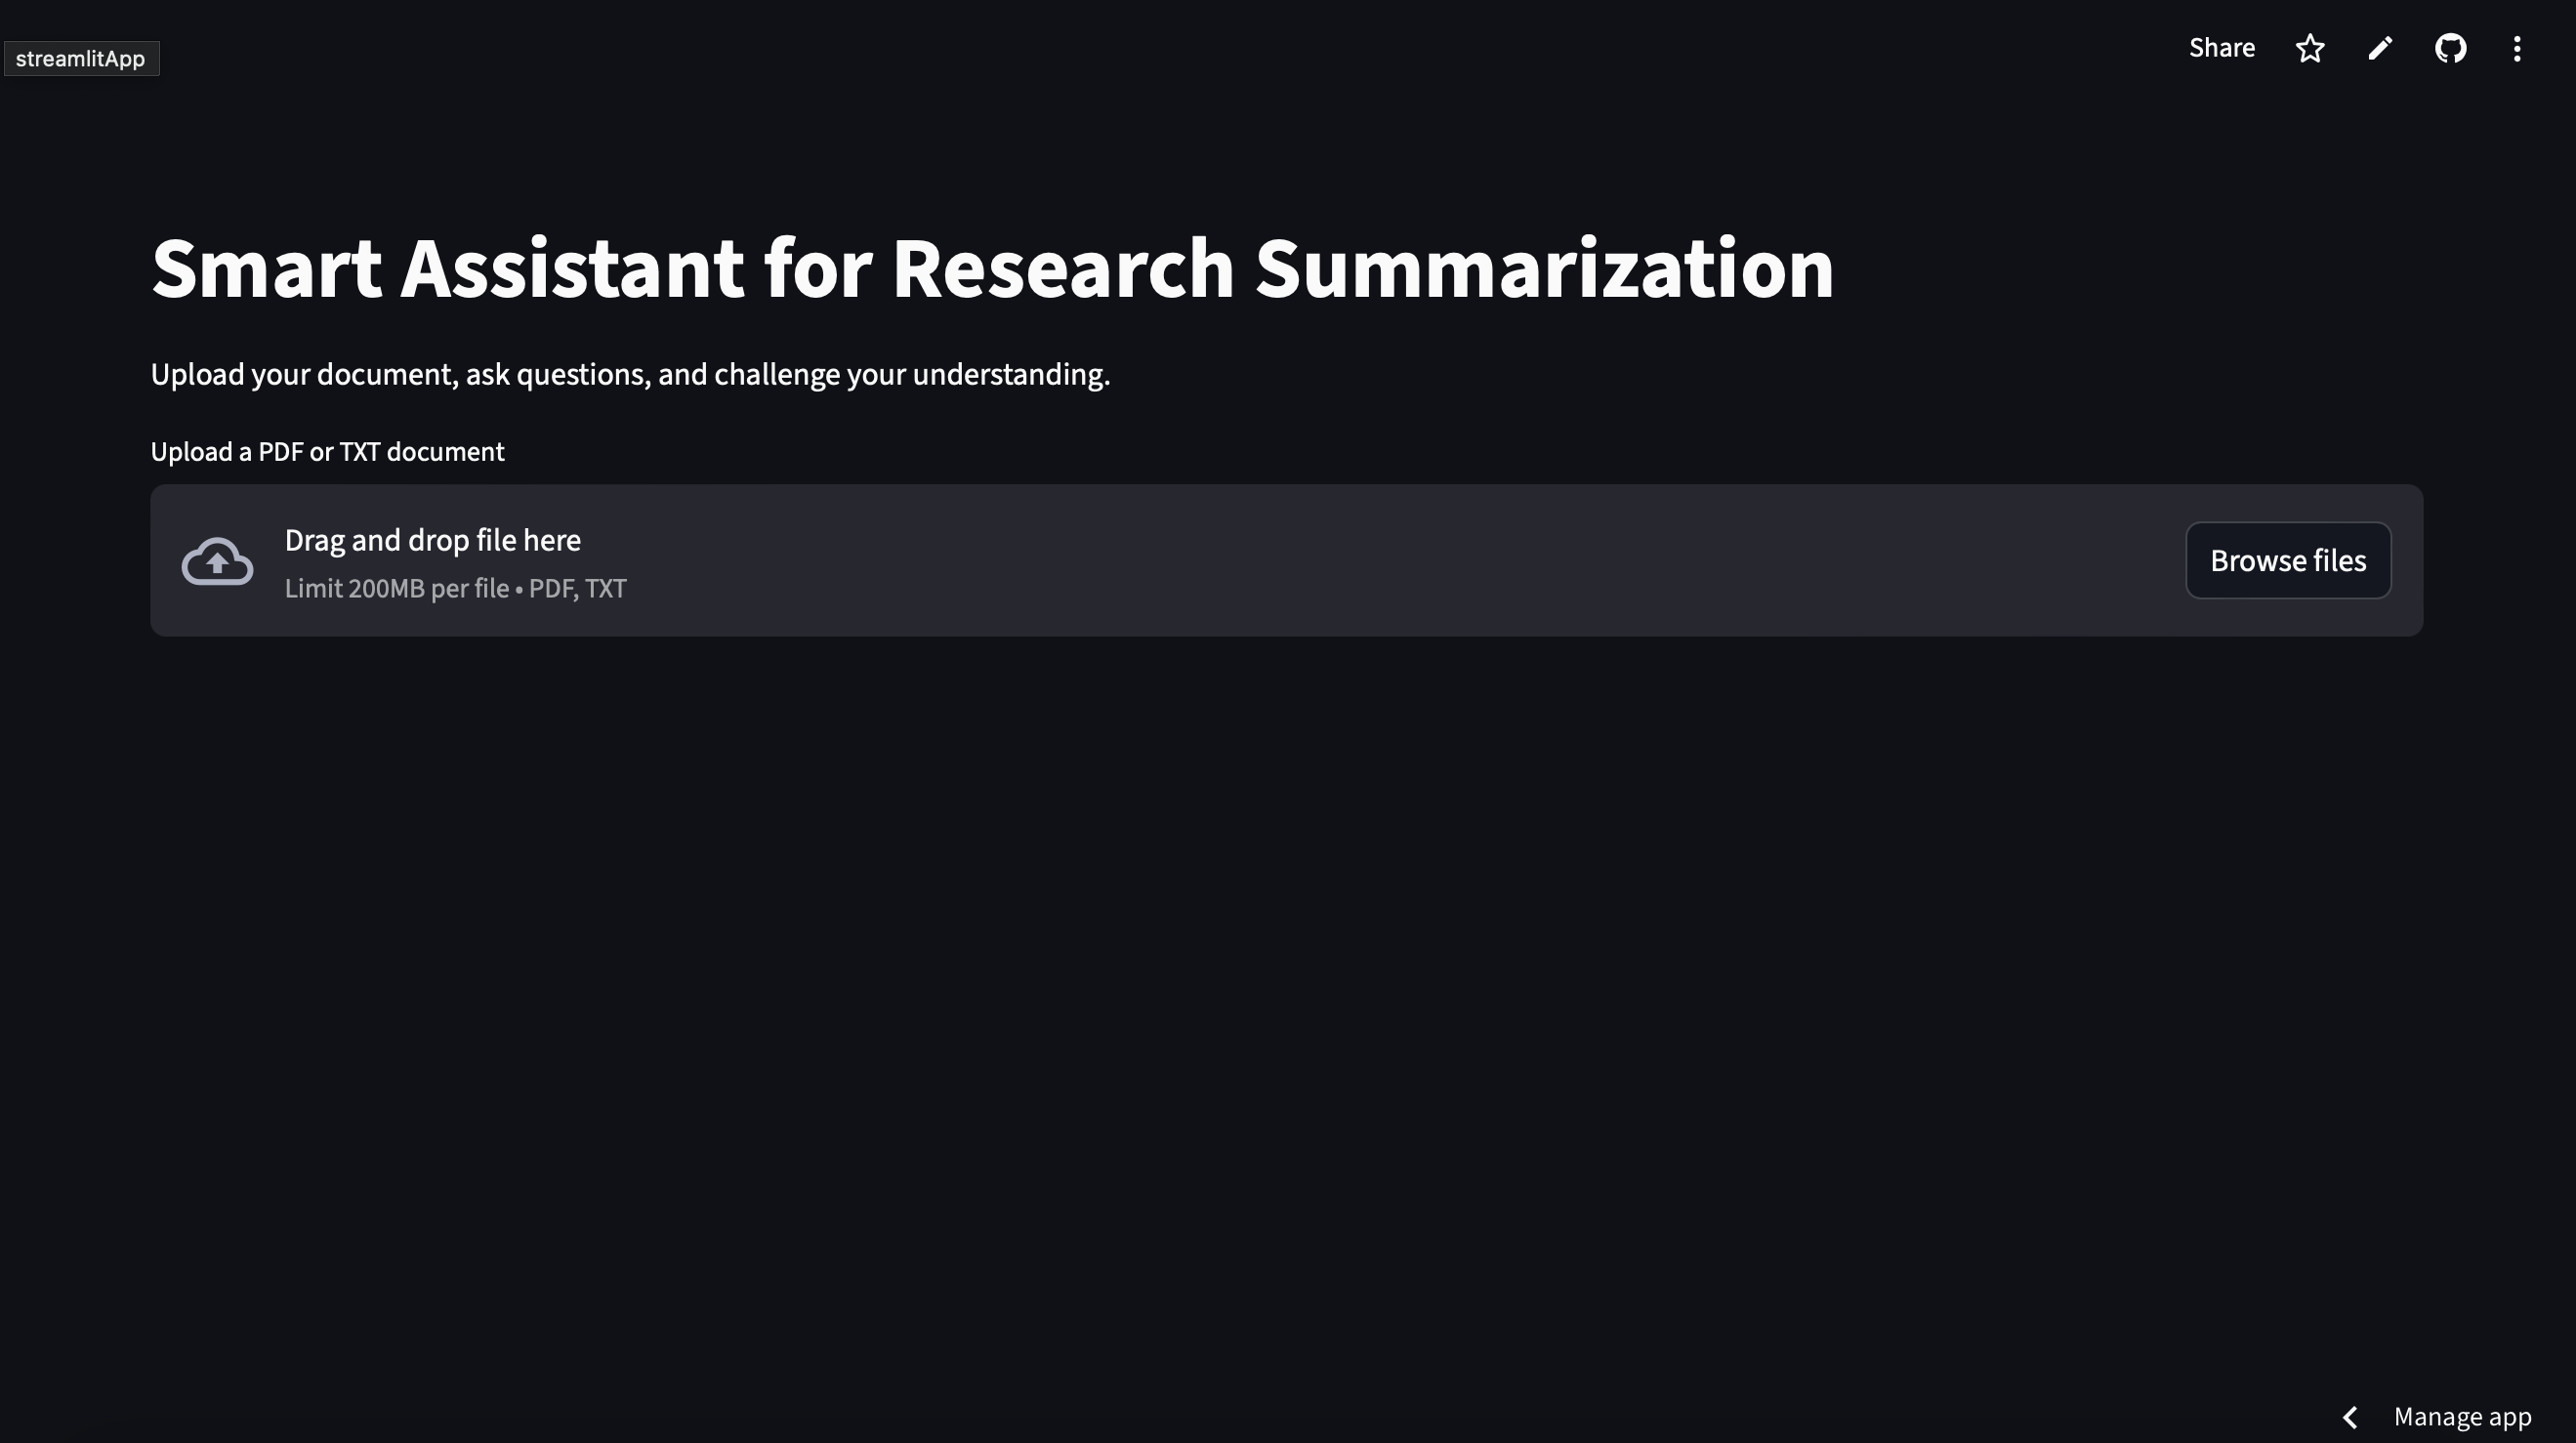 streamlitApp
Share
Smart Assistant for Research Summarization
Upload your document, ask questions, and challenge your understanding.
Upload a PDF or TXT document
Drag and drop file here
Limit 200MB per file • PDF, TXT
Browse files
Manage app